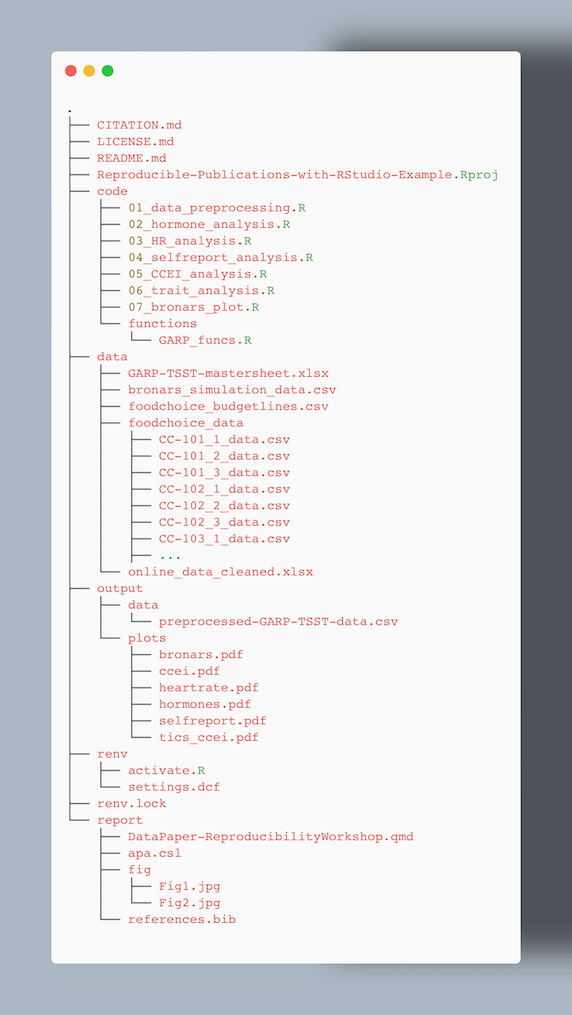 .
├── CITATION.md
├── LICENSE.md
├── README.md
├── Reproducible-Publications-with-RStudio-Example.Rproj
├── code
│   ├── 01_data_preprocessing.R
│   ├── 02_hormone_analysis.R
│   ├── 03_HR_analysis.R
│   ├── 04_selfreport_analysis.R
│   ├── 05_CCEI_analysis.R
│   ├── 06_trait_analysis.R
│   ├── 07_bronars_plot.R
│   └── functions
│       └── GARP_funcs.R
├── data
│   ├── GARP-TSST-mastersheet.xlsx
│   ├── bronars_simulation_data.csv
│   ├── foodchoice_budgetlines.csv
│   ├── foodchoice_data
│   │   ├── CC-101_1_data.csv
│   │   ├── CC-101_2_data.csv
│   │   ├── CC-101_3_data.csv
│   │   ├── CC-102_1_data.csv
│   │   ├── CC-102_2_data.csv
│   │   ├── CC-102_3_data.csv
│   │   ├── CC-103_1_data.csv
│   │   ├── ...
│   └── online_data_cleaned.xlsx
├── output
│   ├── data
│   │   └── preprocessed-GARP-TSST-data.csv
│   └── plots
│       ├── bronars.pdf
│       ├── ccei.pdf
│       ├── heartrate.pdf
│       ├── hormones.pdf
│       ├── selfreport.pdf
│       └── tics_ccei.pdf
├── renv
│   ├── activate.R
│   └── settings.dcf
├── renv.lock
└── report
    ├── DataPaper-ReproducibilityWorkshop.qmd
    ├── apa.csl
    ├── fig
    │   ├── Fig1.jpg
    │   └── Fig2.jpg
    └── references.bib